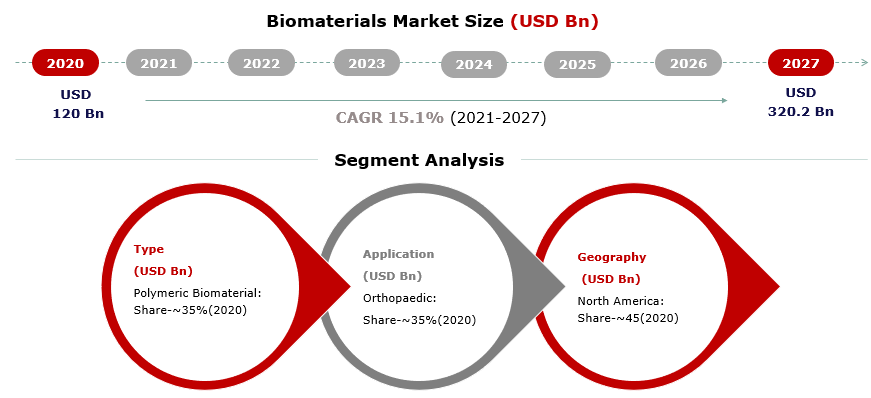 Biomaterials Market Size (USD Bn)
2020 2021 2022 2023 2024 2025 2026 2027
USD
120 Bn
USD
320.2 Bn
CAGR 15.1% (2021-2027)
Segment Analysis
Type
(USD Bn)
Polymeric Biomaterial:
Share-~35%(2020)
Application
(USD Bn)
Orthopaedic:
Share-~35%(2020)
Geography
(USD Bn)
North America:
Share-~45(2020)